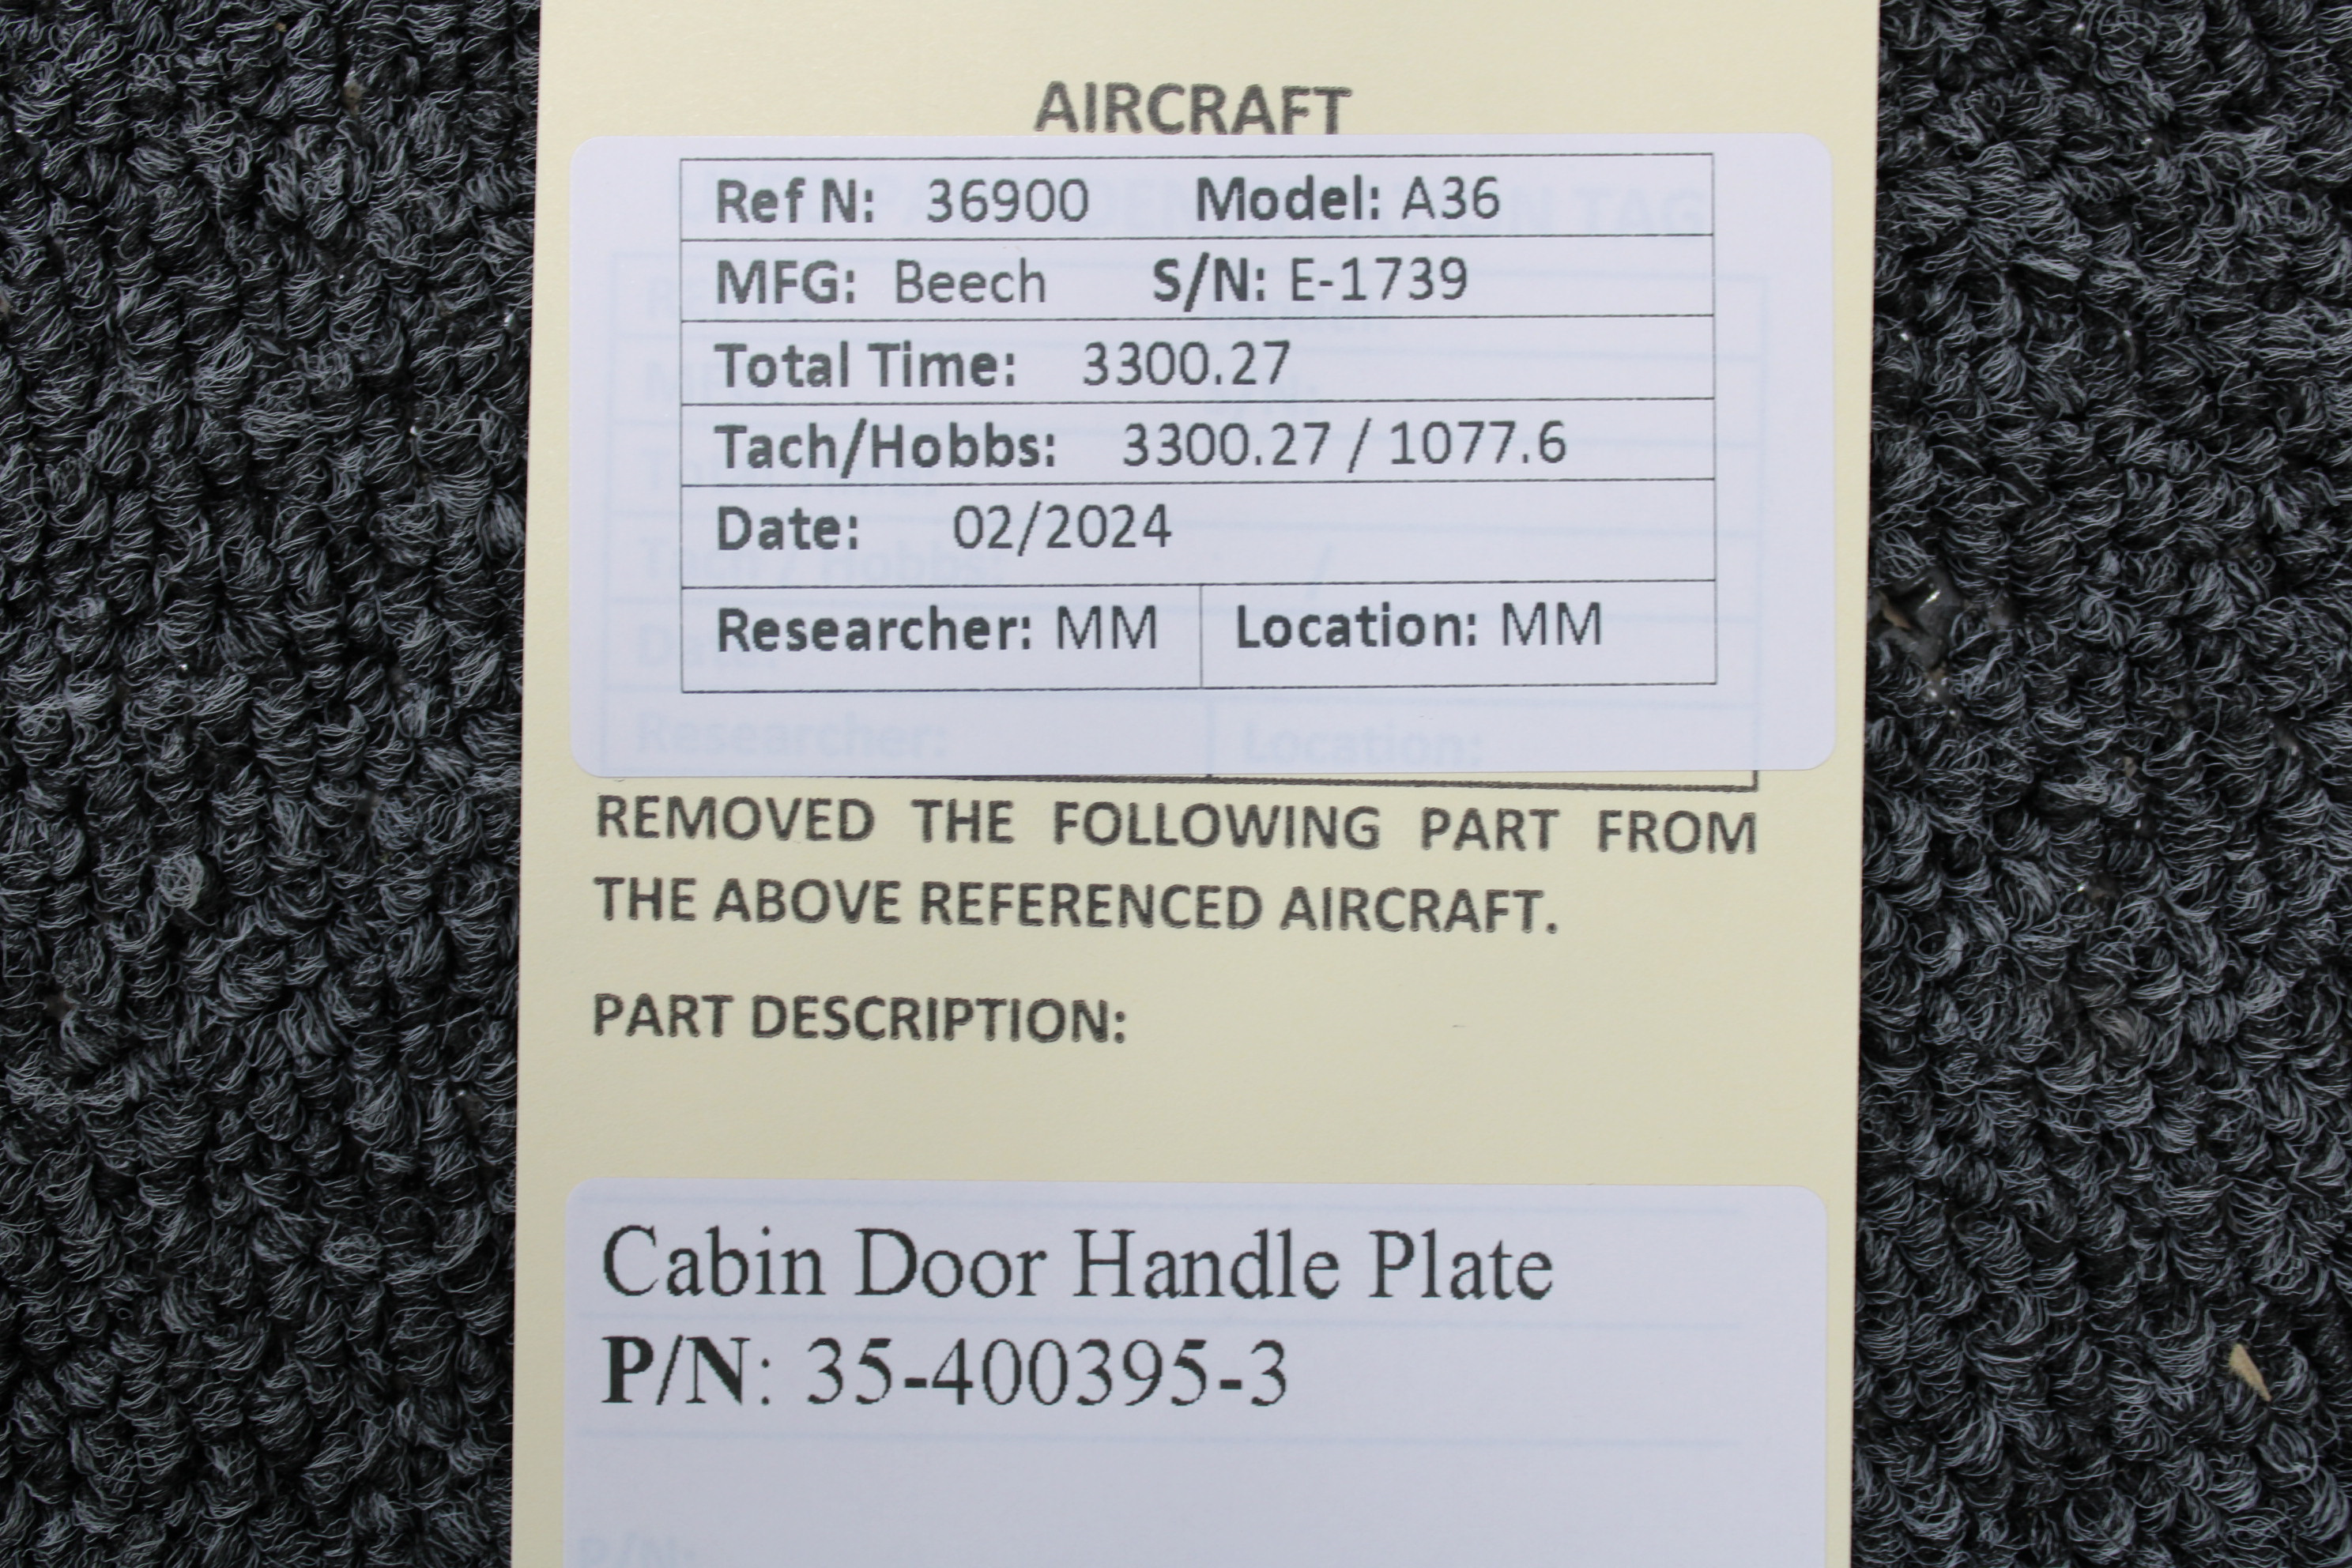 AIRCRAFT
Ref N: 36900 Model: A36
MFG: Beech S/N: E-1739
Total Time: 3300.27
Tach/Hobbs: 3300.27 / 1077.6
Date: 02/2024
Researcher: MM Location: MM
Researcher: Location:
REMOVED THE FOLLOWING PART FROM
THE ABOVE REFERENCED AIRCRAFT.
PART DESCRIPTION:
Cabin Door Handle Plate
P/N: 35-400395-3
P/N: